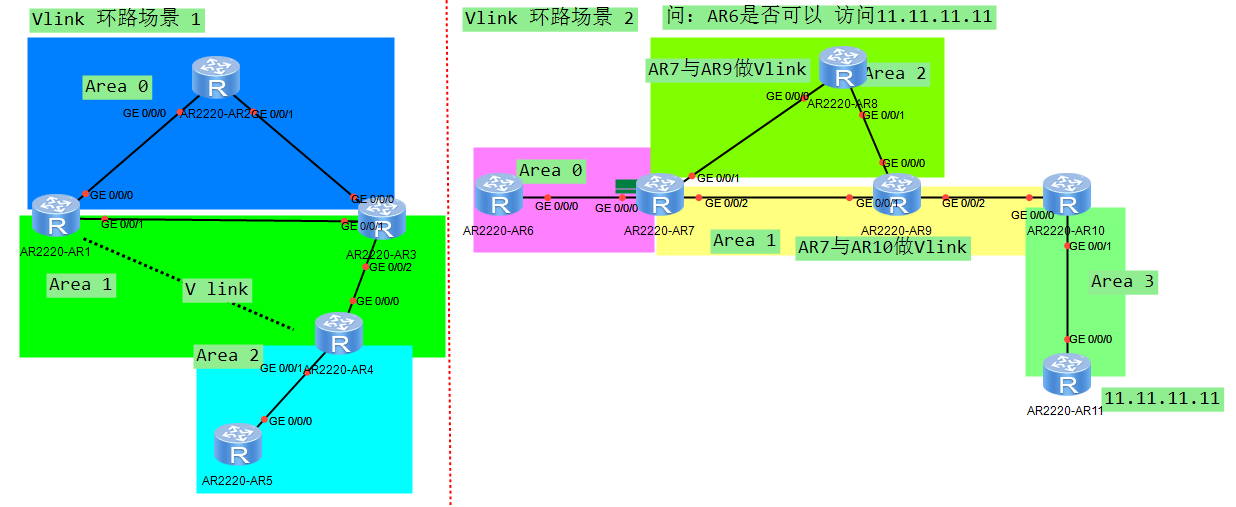 Vlink 环路场景 1
Area 0
GE 0/0/0
AR2220-AR2
GE 0/0/1
GE 0/0/0
GE 0/0/0
GE 0/0/1
GE 0/0/1
AR2220-AR1
AR2220-AR3
GE 0/0/2
Area 1
V link
GE 0/0/0
Area 2
GE 0/0/1
AR2220-AR4
GE 0/0/0
AR2220-AR5
Vlink 环路场景 2
问：AR6是否可以 访问11.11.11.11
AR7与AR9做Vlink
Area 2
GE 0/0/0
AR2220-AR8
GE 0/0/1
Area 0
GE 0/0/1
GE 0/0/0
GE 0/0/0
GE 0/0/0
GE 0/0/2
GE 0/0/1
GE 0/0/2
GE 0/0/0
AR2220-AR6
AR2220-AR7
AR2220-AR9
AR2220-AR10
Area 1
AR7与AR10做Vlink
GE 0/0/1
Area 3
GE 0/0/0
11.11.11.11
AR2220-AR11